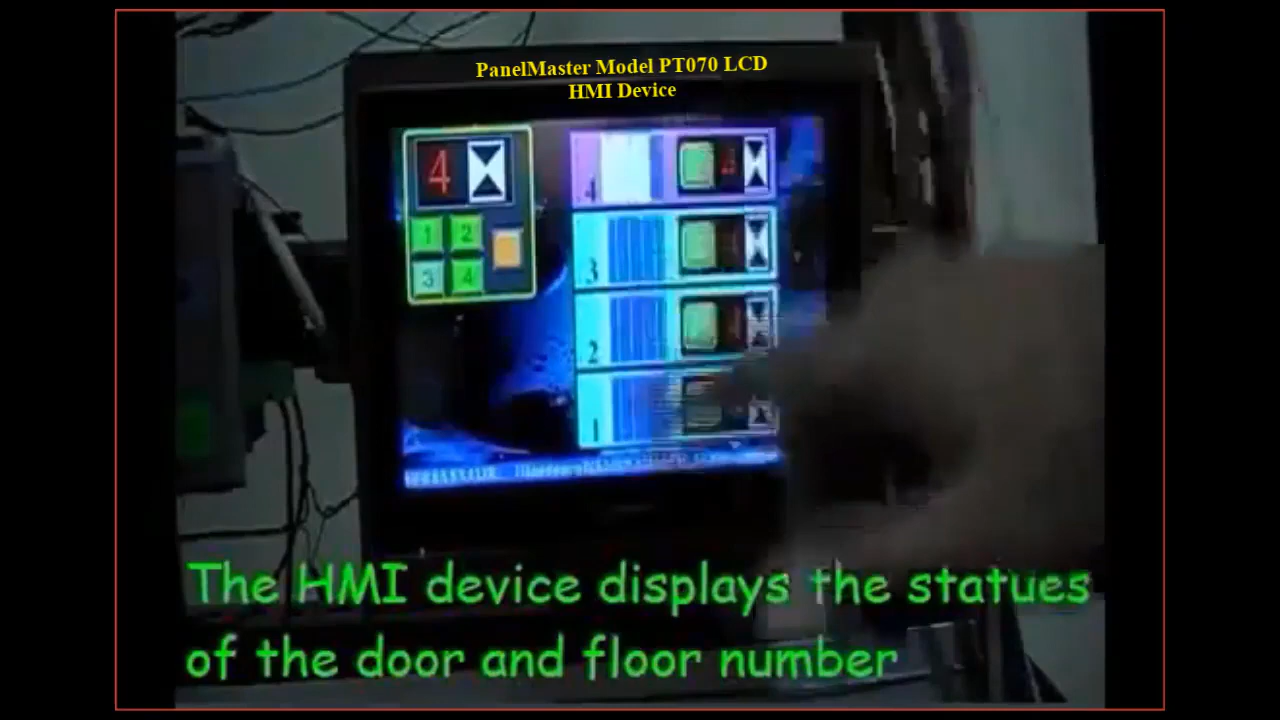 PanelMaster Model PT070 LCD
HMI Device
4
4
4
1 2
3 4
3
2
1
The HMI device displays the statues
of the door and floor number